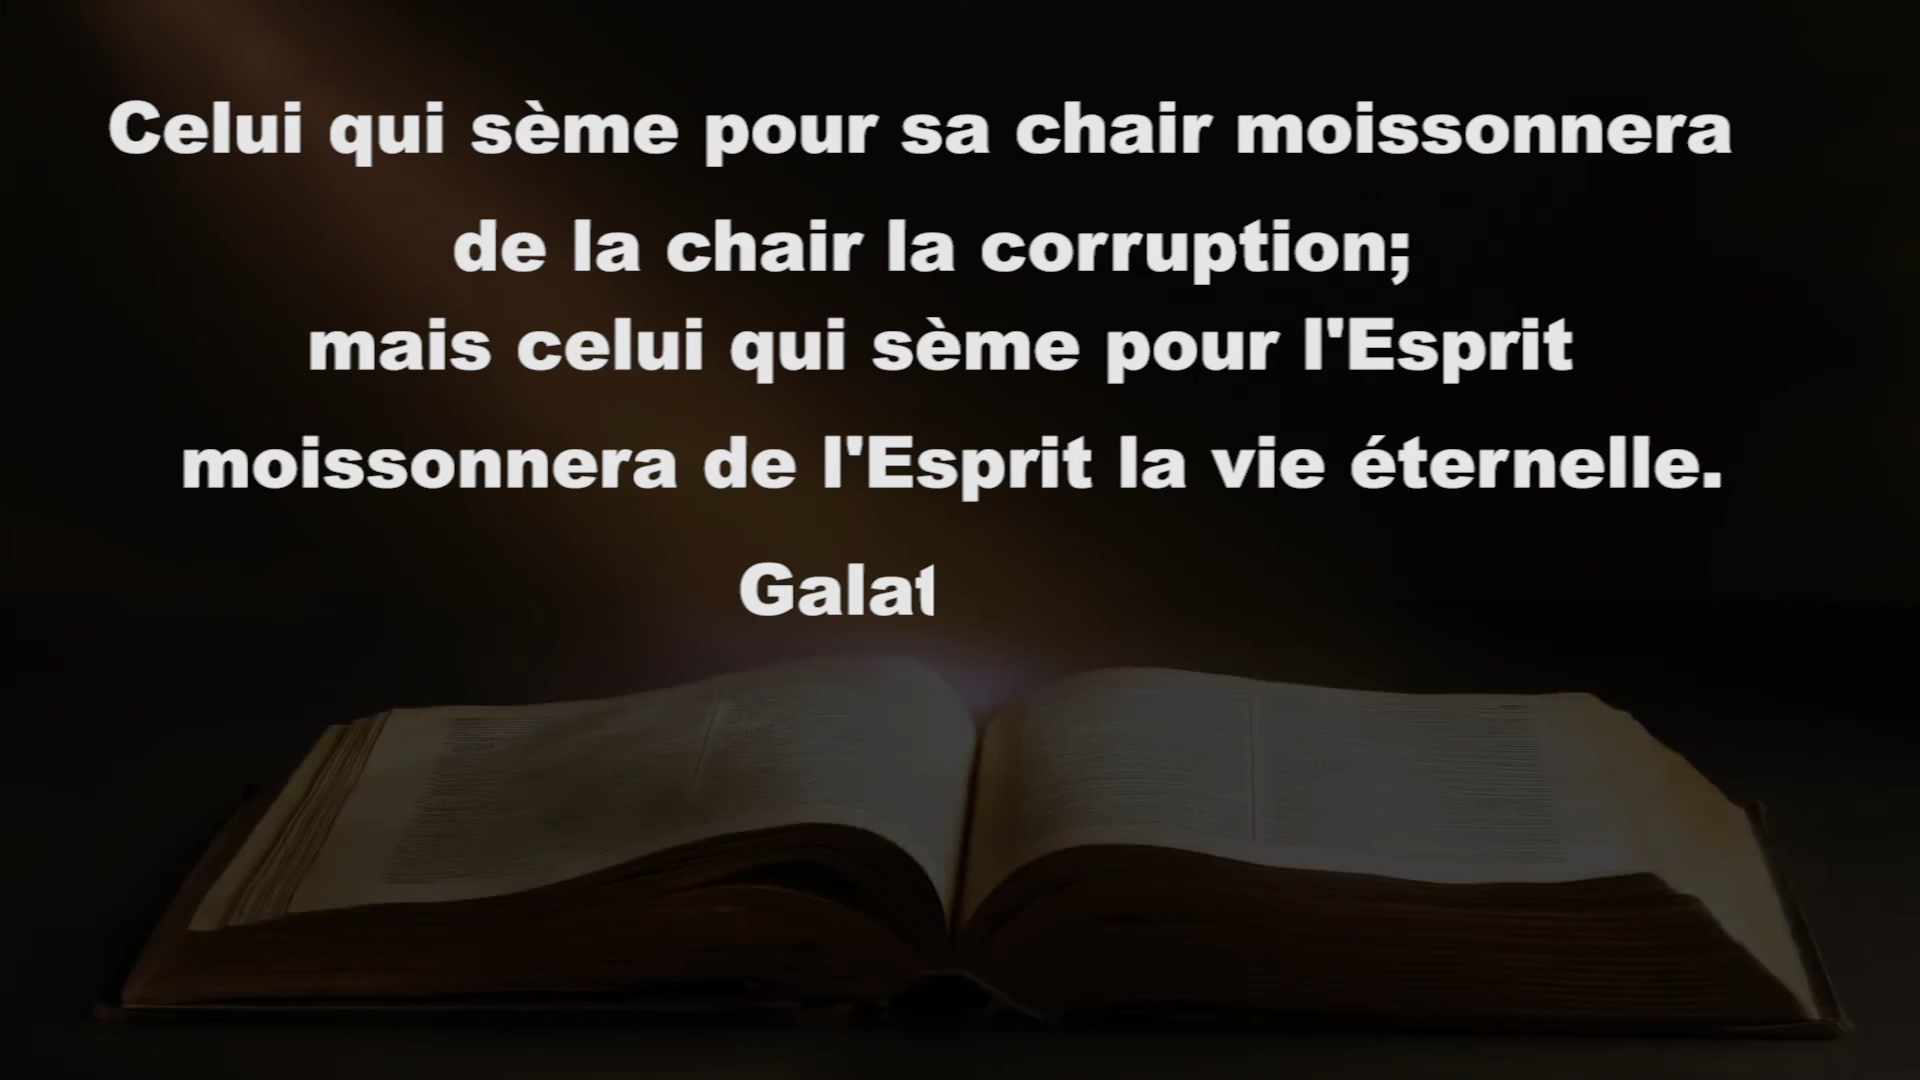 Celui qui sème pour sa chair moissonnera
de la chair la corruption;
mais celui qui sème pour l'Esprit
moissonnera de l'Esprit la vie éternelle.
Galat